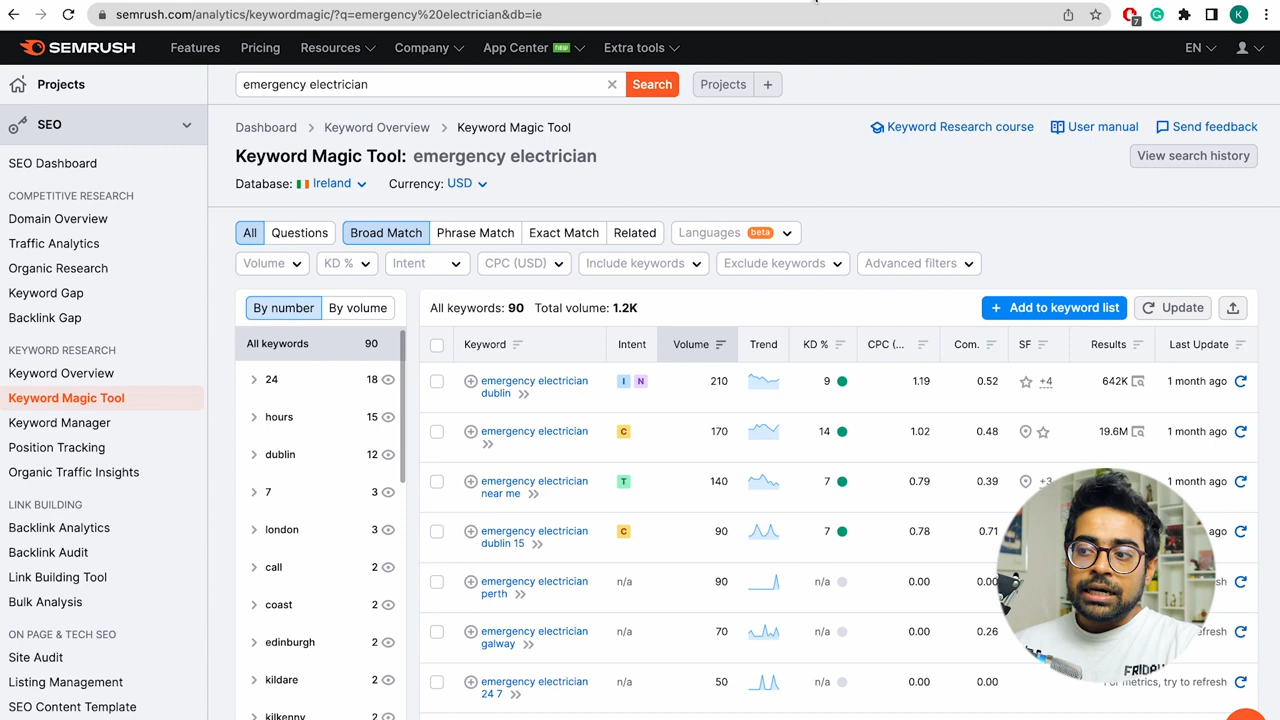 semrush.com/analytics/keywordmagic/?q=emergency%20electrician&db=ie
7
K
SEMRUSH
Features
Pricing
Resources
Company
App Center new
Extra tools
EN
Projects
emergency electrician
Search
Projects
+
SEO
Dashboard > Keyword Overview > Keyword Magic Tool
Keyword Research course
User manual
Send feedback
Keyword Magic Tool: emergency electrician
View search history
Database: Ireland
Currency: USD
SEO Dashboard
COMPETITIVE RESEARCH
Domain Overview
Traffic Analytics
Organic Research
Keyword Gap
Backlink Gap
KEYWORD RESEARCH
Keyword Overview
Keyword Magic Tool
Keyword Manager
Position Tracking
Organic Traffic Insights
LINK BUILDING
Backlink Analytics
Backlink Audit
Link Building Tool
Bulk Analysis
ON PAGE & TECH SEO
Site Audit
Listing Management
SEO Content Template
All
Questions
Broad Match
Phrase Match
Exact Match
Related
Languages beta
Volume
KD %
Intent
CPC (USD)
Include keywords
Exclude keywords
Advanced filters
By number
By volume
All keywords 90
24 18
hours 15
dublin 12
7 3
london 3
call 2
coast 2
edinburgh 2
kildare 2
kilkenny 2
All keywords: 90 Total volume: 1.2K
+ Add to keyword list
Update
Keyword Intent Volume Trend KD % CPC (... Com. SF Results Last Update
emergency electrician dublin I N 210 9 1.19 0.52 +4 642K 1 month ago
emergency electrician C 170 14 1.02 0.48 19.6M 1 month ago
emergency electrician near me T 140 7 0.79 0.39 +3 1 month ago
emergency electrician dublin 15 C 90 7 0.78 0.71 ago
emergency electrician perth n/a 90 n/a 0.00 0.00
emergency electrician galway n/a 70 n/a 0.00 0.26 refresh
emergency electrician 24 7 n/a 50 n/a 0.00 0.00 For metrics, try to refresh
FRIDAY